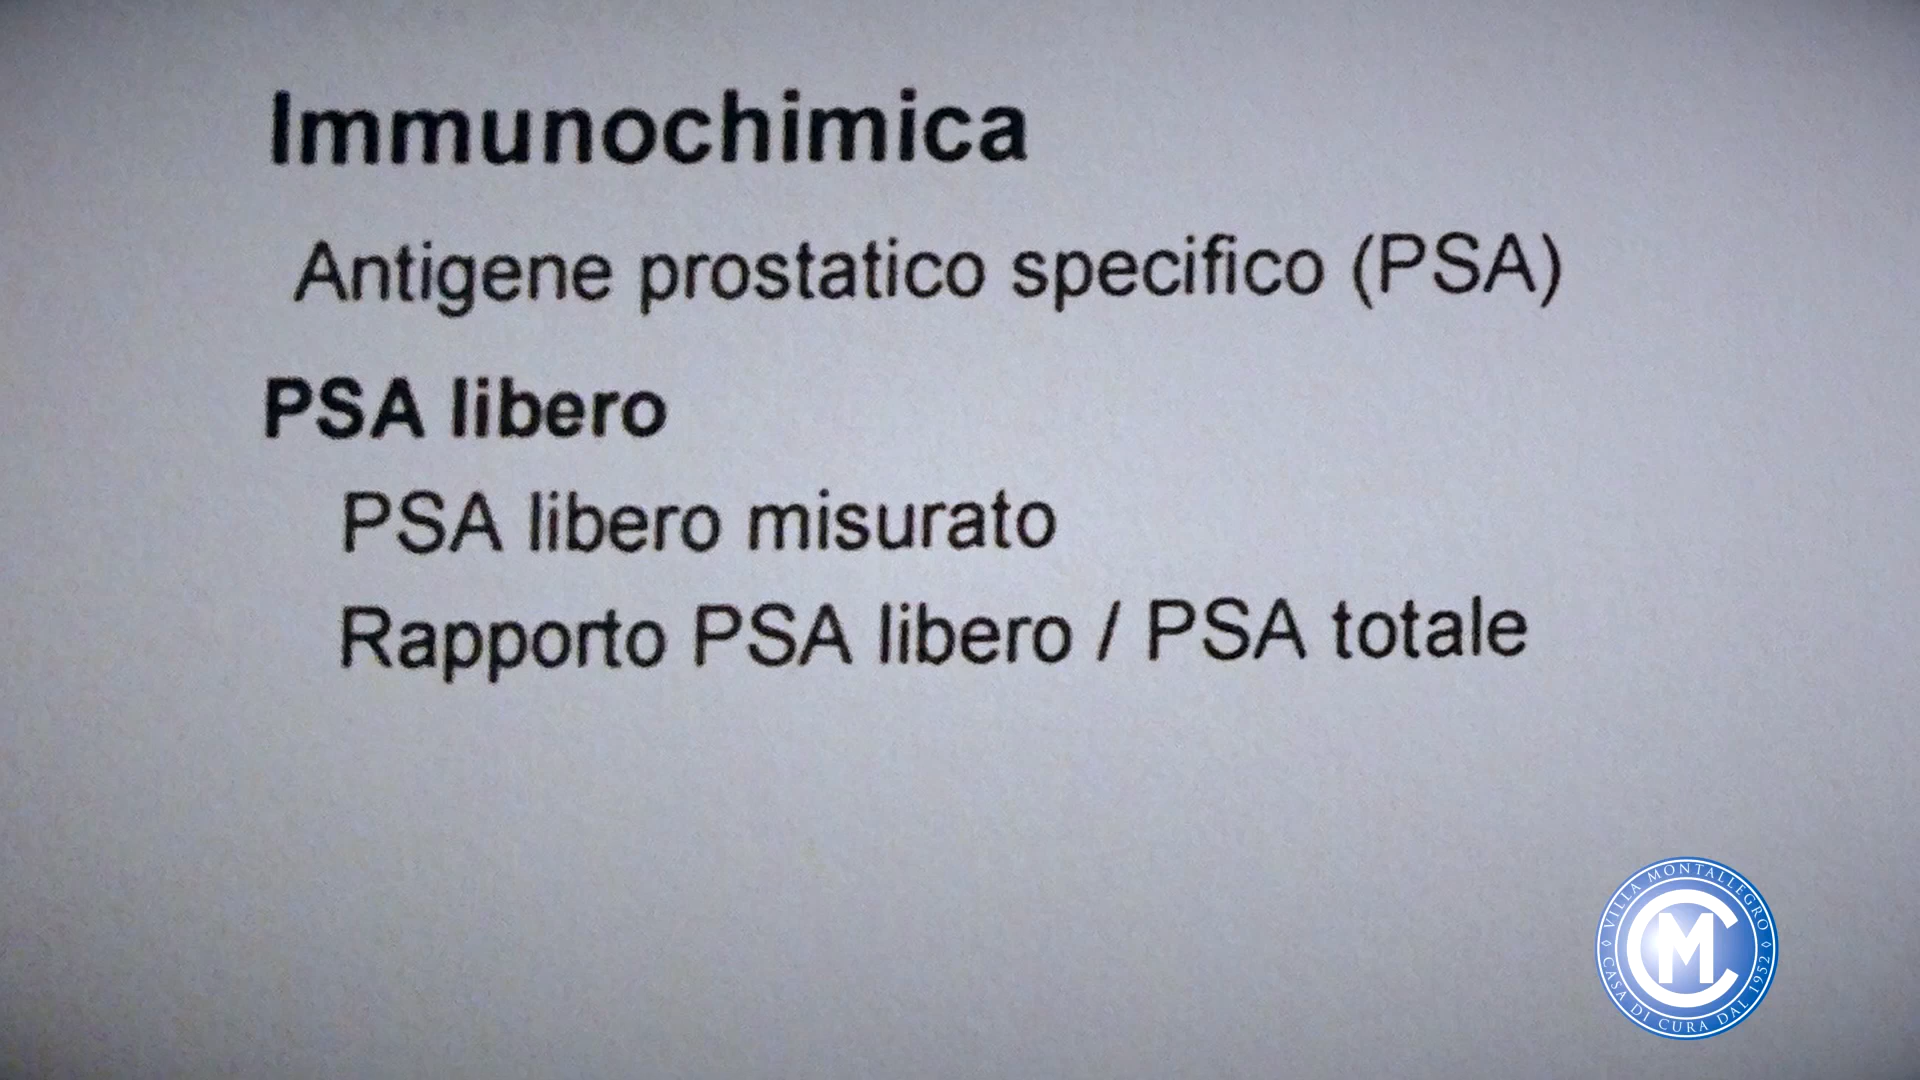 Immunochimica
Antigene prostatico specifico (PSA)
PSA libero
PSA libero misurato
Rapporto PSA libero / PSA totale
VILLA MONTALLEGRO
CASA DI CURA DAL 1952
MC